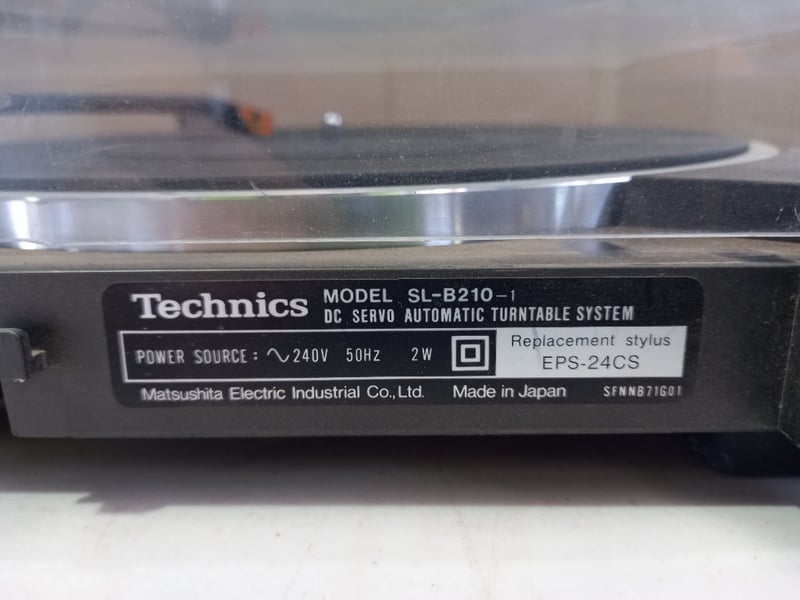 Technics MODEL SL-B210-1
DC SERVO AUTOMATIC TURNTABLE SYSTEM
POWER SOURCE : ∿240V 50Hz 2W
Replacement stylus
EPS-24CS
Matsushita Electric Industrial Co., Ltd. Made in Japan SFNNB71G01